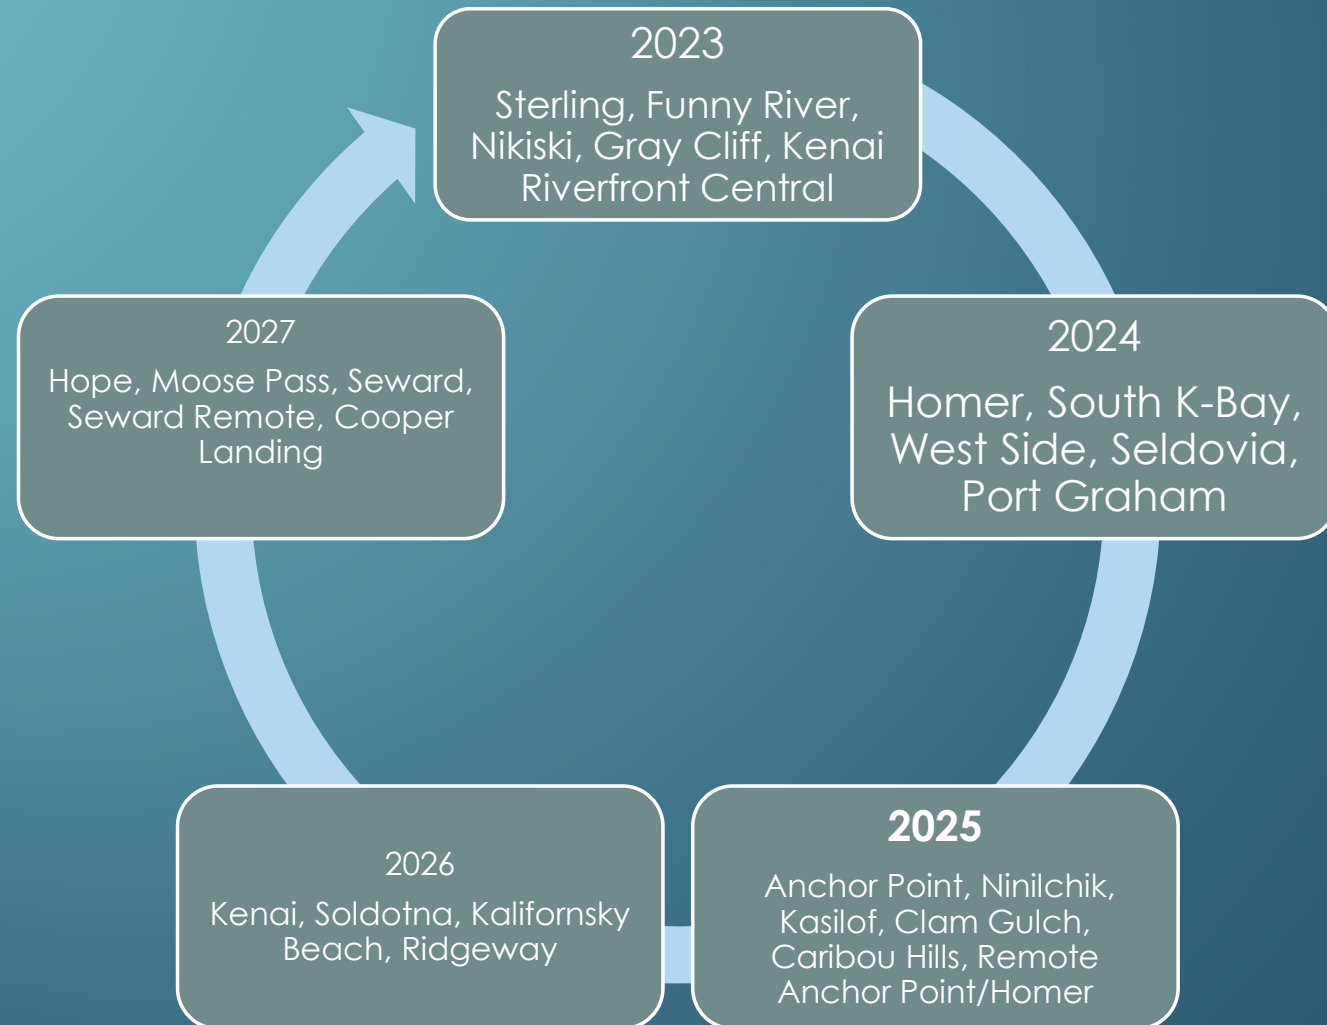 2023
Sterling, Funny River,
Nikiski, Gray Cliff, Kenai
Riverfront Central
2024
Homer, South K-Bay,
West Side, Seldovia,
Port Graham
2025
Anchor Point, Ninilchik,
Kasilof, Clam Gulch,
Caribou Hills, Remote
Anchor Point/Homer
2026
Kenai, Soldotna, Kalifornsky
Beach, Ridgeway
2027
Hope, Moose Pass, Seward,
Seward Remote, Cooper
Landing